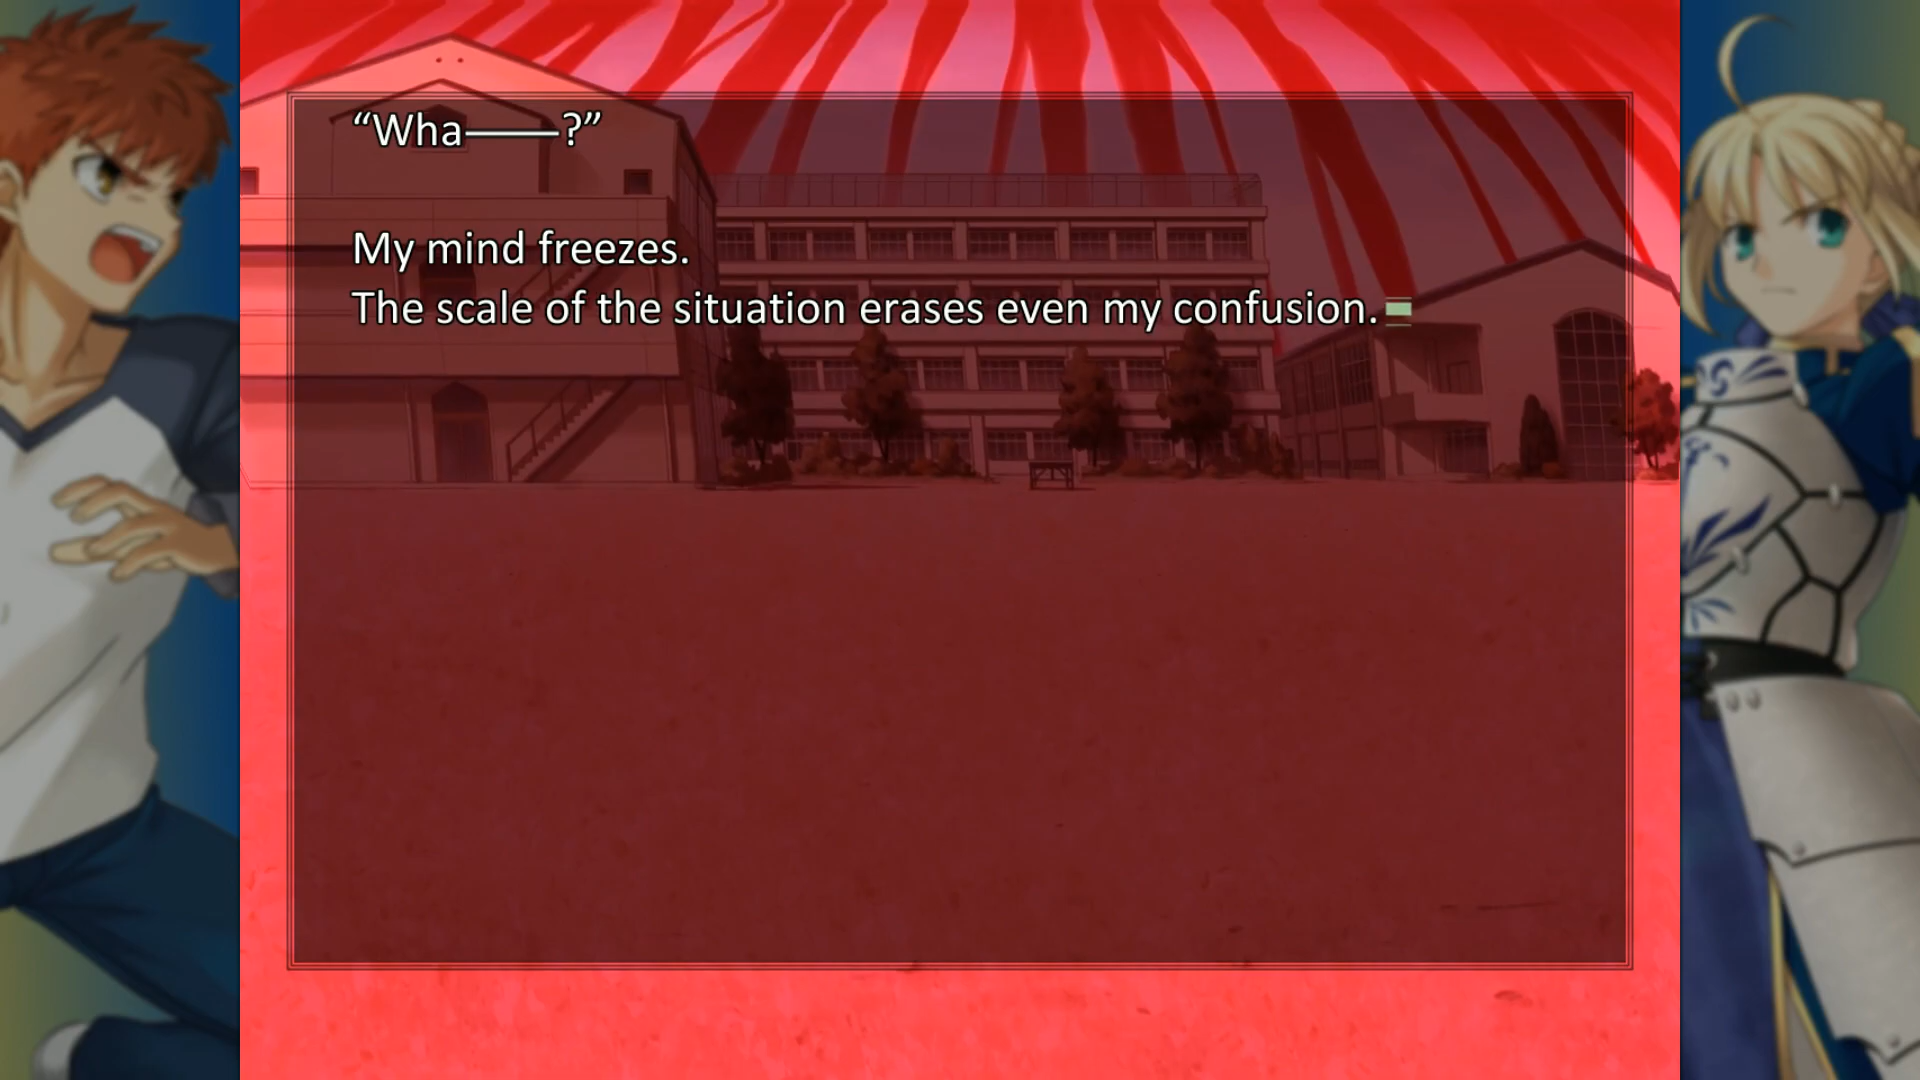 “Wha───?”
My mind freezes.
The scale of the situation erases even my confusion.